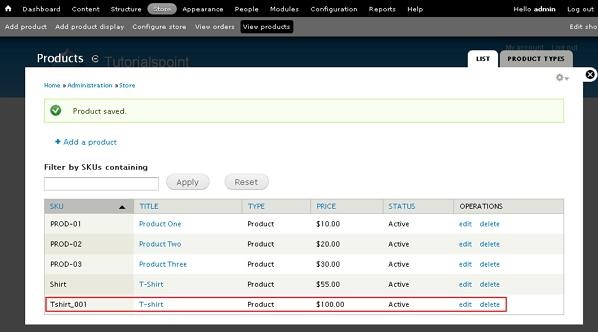 Dashboard Content Structure Store Appearance People Modules Configuration Reports Help Hello admin Log out
Add product Add product display Configure store View orders View products Edit sho
My account Log out
Products Tutorialspoint LIST PRODUCT TYPES
Home »Administration »Store
Product saved.
+ Add a product
Filter by SKUs containing
Apply Reset
SKU TITLE TYPE PRICE STATUS OPERATIONS
PROD-01 Product One Product $10.00 Active edit delete
PROD-02 Product Two Product $20.00 Active edit delete
PROD-03 Product Three Product $30.00 Active edit delete
Shirt T-Shirt Product $55.00 Active edit delete
Tshirt_001 T-shirt Product $100.00 Active edit delete